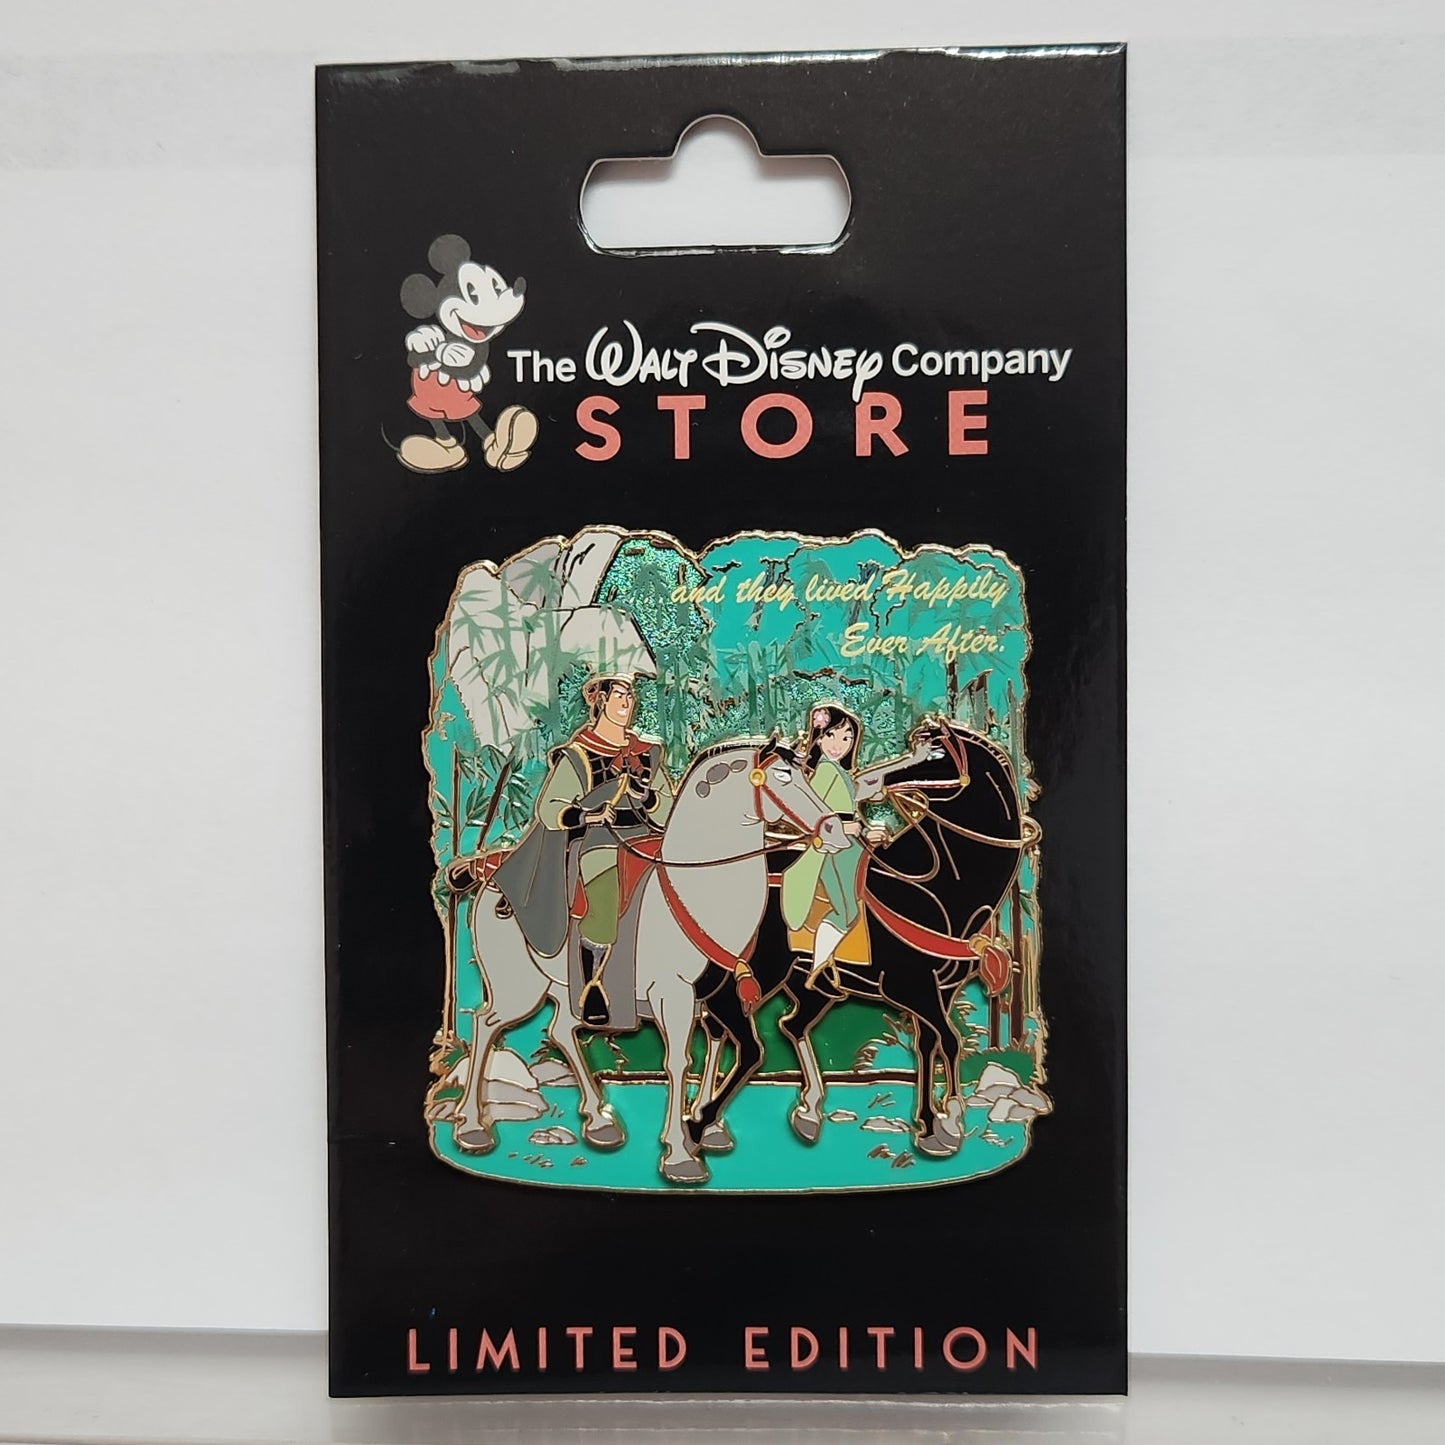 The Walt Disney Company
STORE
...and they lived Happily
Ever After.
LIMITED EDITION